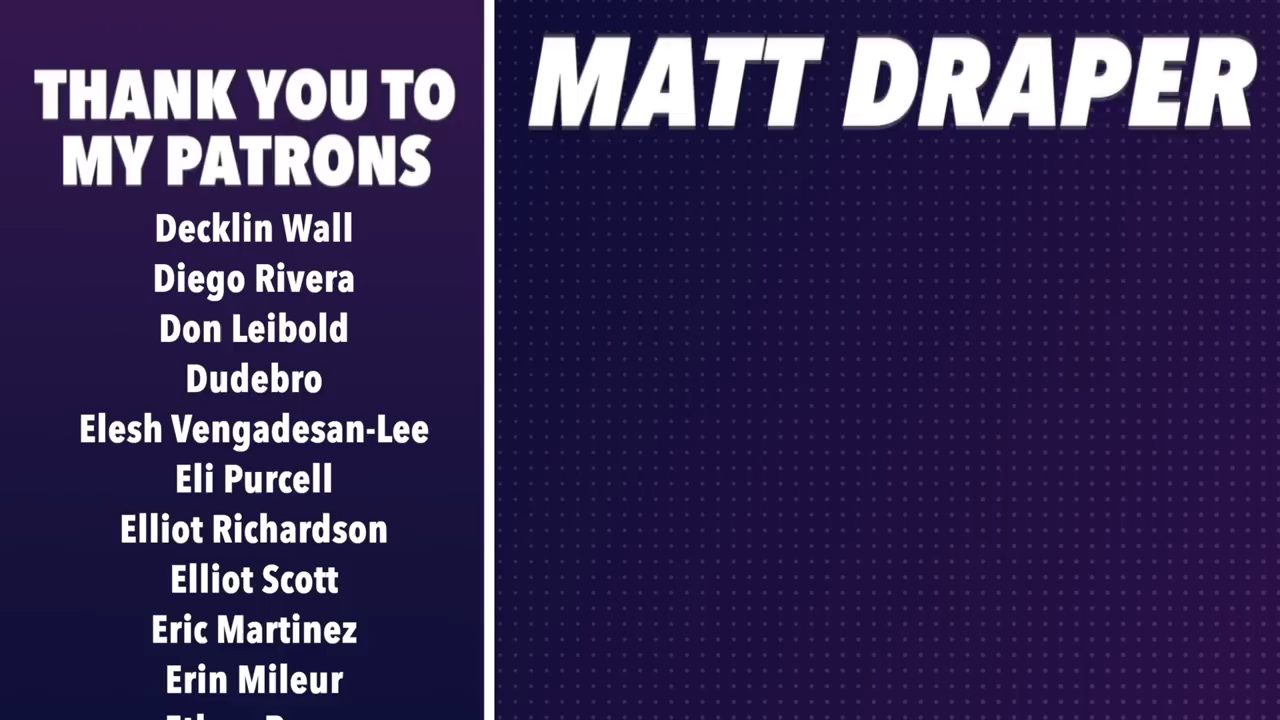 THANK YOU TO
MY PATRONS
Decklin Wall
Diego Rivera
Don Leibold
Dudebro
Elesh Vengadesan-Lee
Eli Purcell
Elliot Richardson
Elliot Scott
Eric Martinez
Erin Mileur
MATT DRAPER